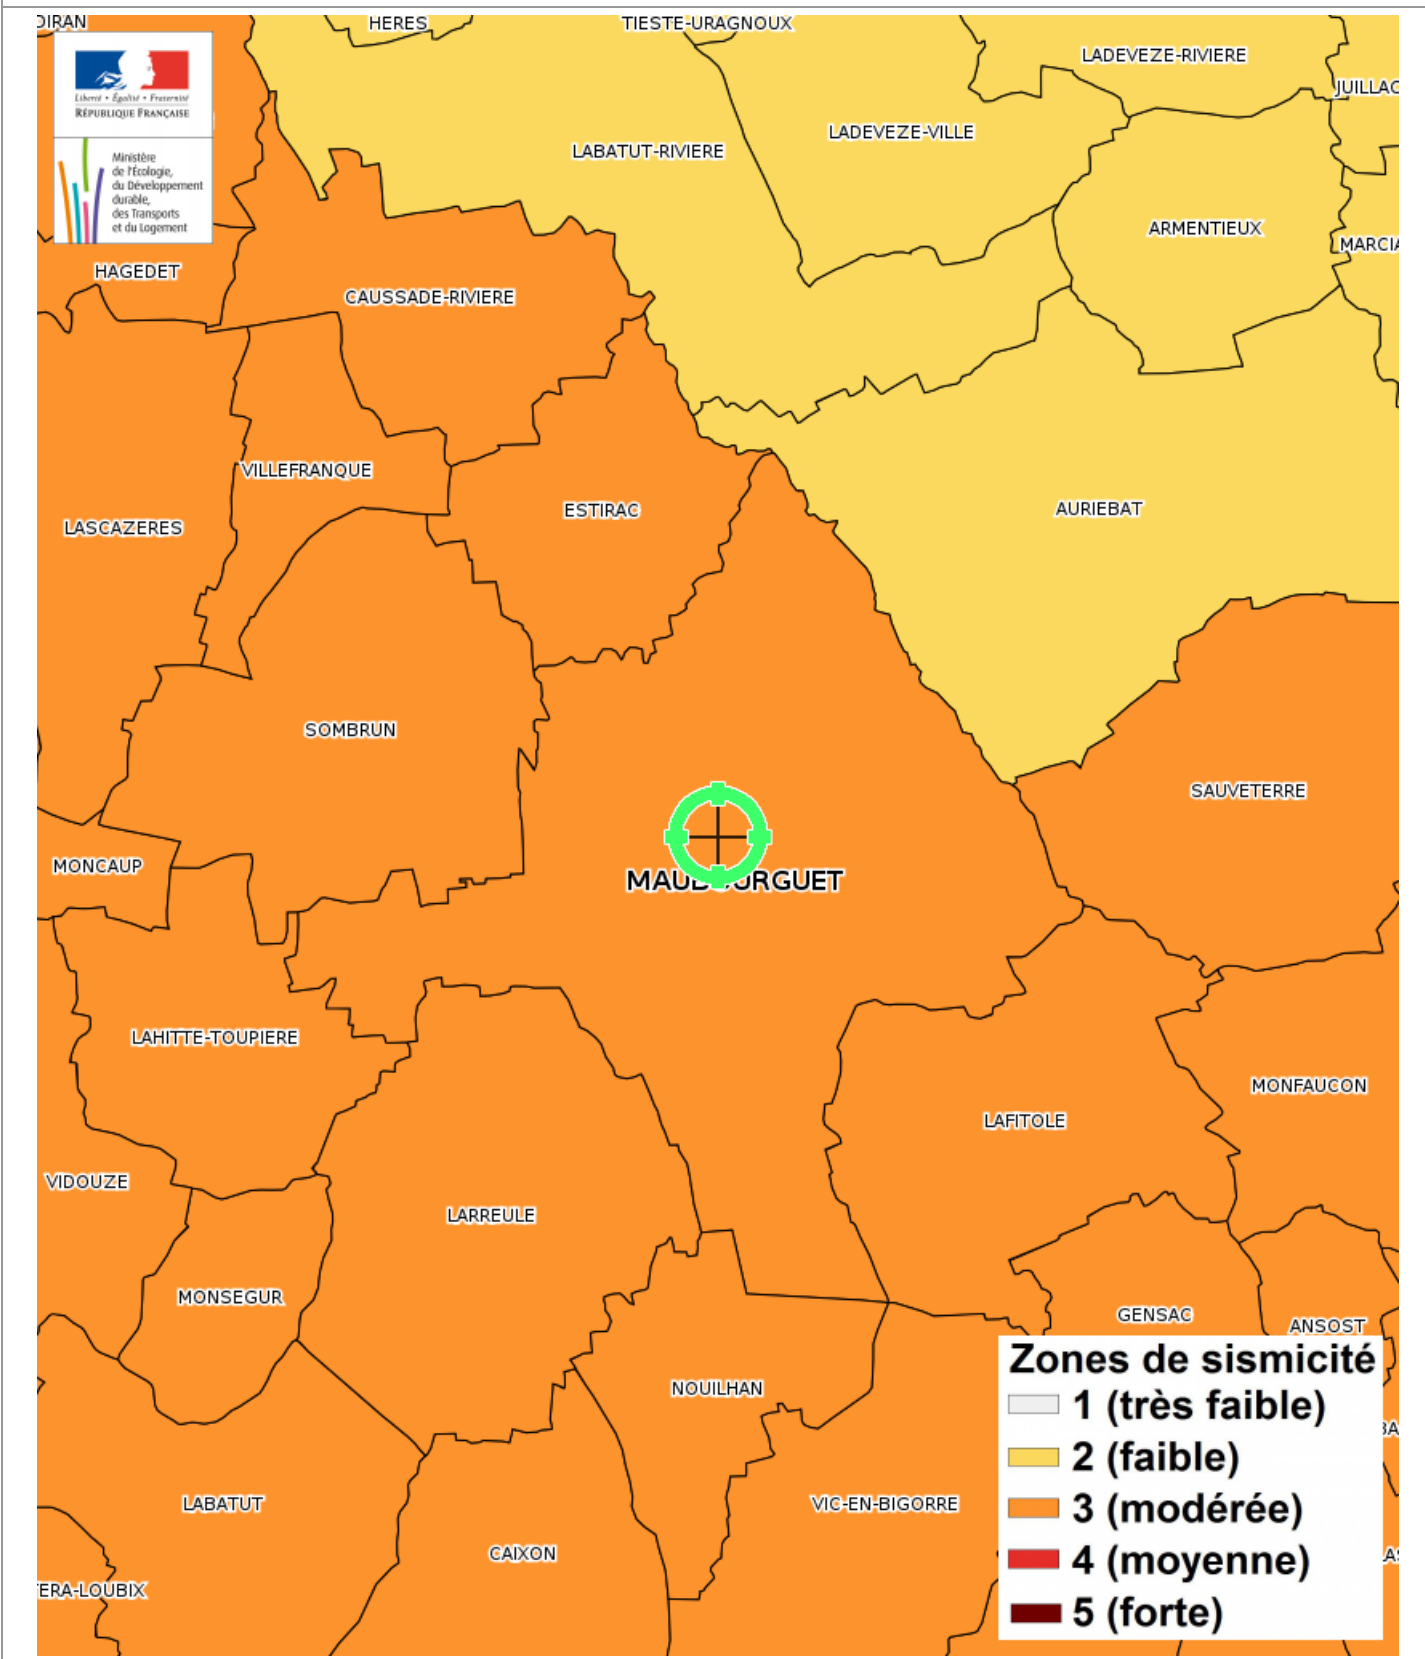 HERES
TIESTE-URAGNOUX
LADEVEZE-RIVIERE
Liberté • Égalité • Fraternité
RÉPUBLIQUE FRANÇAISE
Ministère
de l'Écologie,
du Développement
durable,
des Transports
et du Logement
JUILLAC
LADEVEZE-VILLE
LABATUT-RIVIERE
ARMENTIEUX
MARCIA
HAGEDET
CAUSSADE-RIVIERE
VILLEFRANQUE
ESTIRAC
AURIEBAT
LASCAZERES
SOMBRUN
SAUVETERRE
MONCAUP
MAUBOURGUET
LAHITTE-TOUPIERE
MONFAUCON
LAFITOLE
VIDOUZE
LARREULE
MONSEGUR
GENSAC
ANSOST
NOUILHAN
LABATUT
VIC-EN-BIGORRE
CAIXON
ERA-LOUBIX
Zones de sismicité
1 (très faible)
2 (faible)
3 (modérée)
4 (moyenne)
5 (forte)